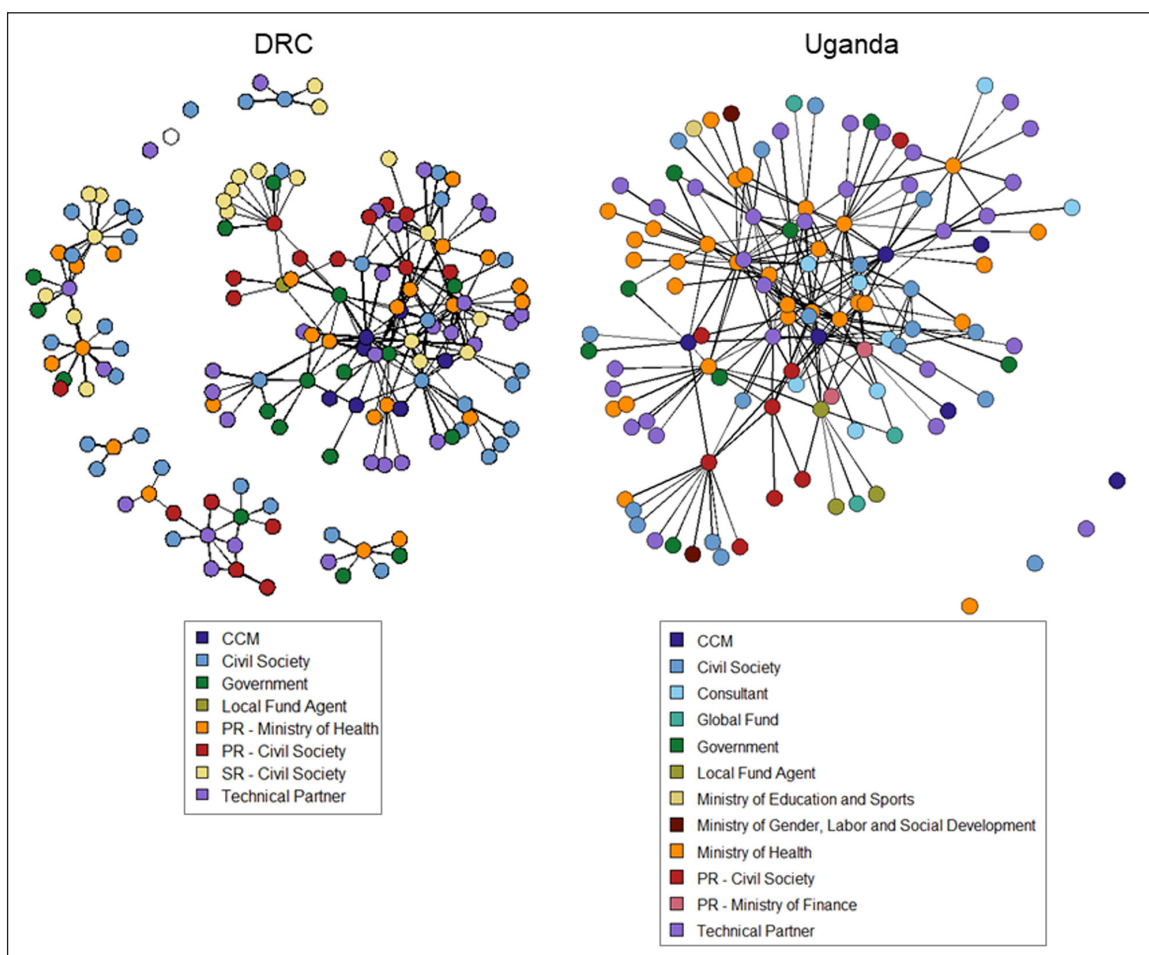 DRC
Uganda
CCM
Civil Society
Government
Local Fund Agent
PR - Ministry of Health
PR - Civil Society
SR - Civil Society
Technical Partner
CCM
Civil Society
Consultant
Global Fund
Government
Local Fund Agent
Ministry of Education and Sports
Ministry of Gender, Labor and Social Development
Ministry of Health
PR - Civil Society
PR - Ministry of Finance
Technical Partner